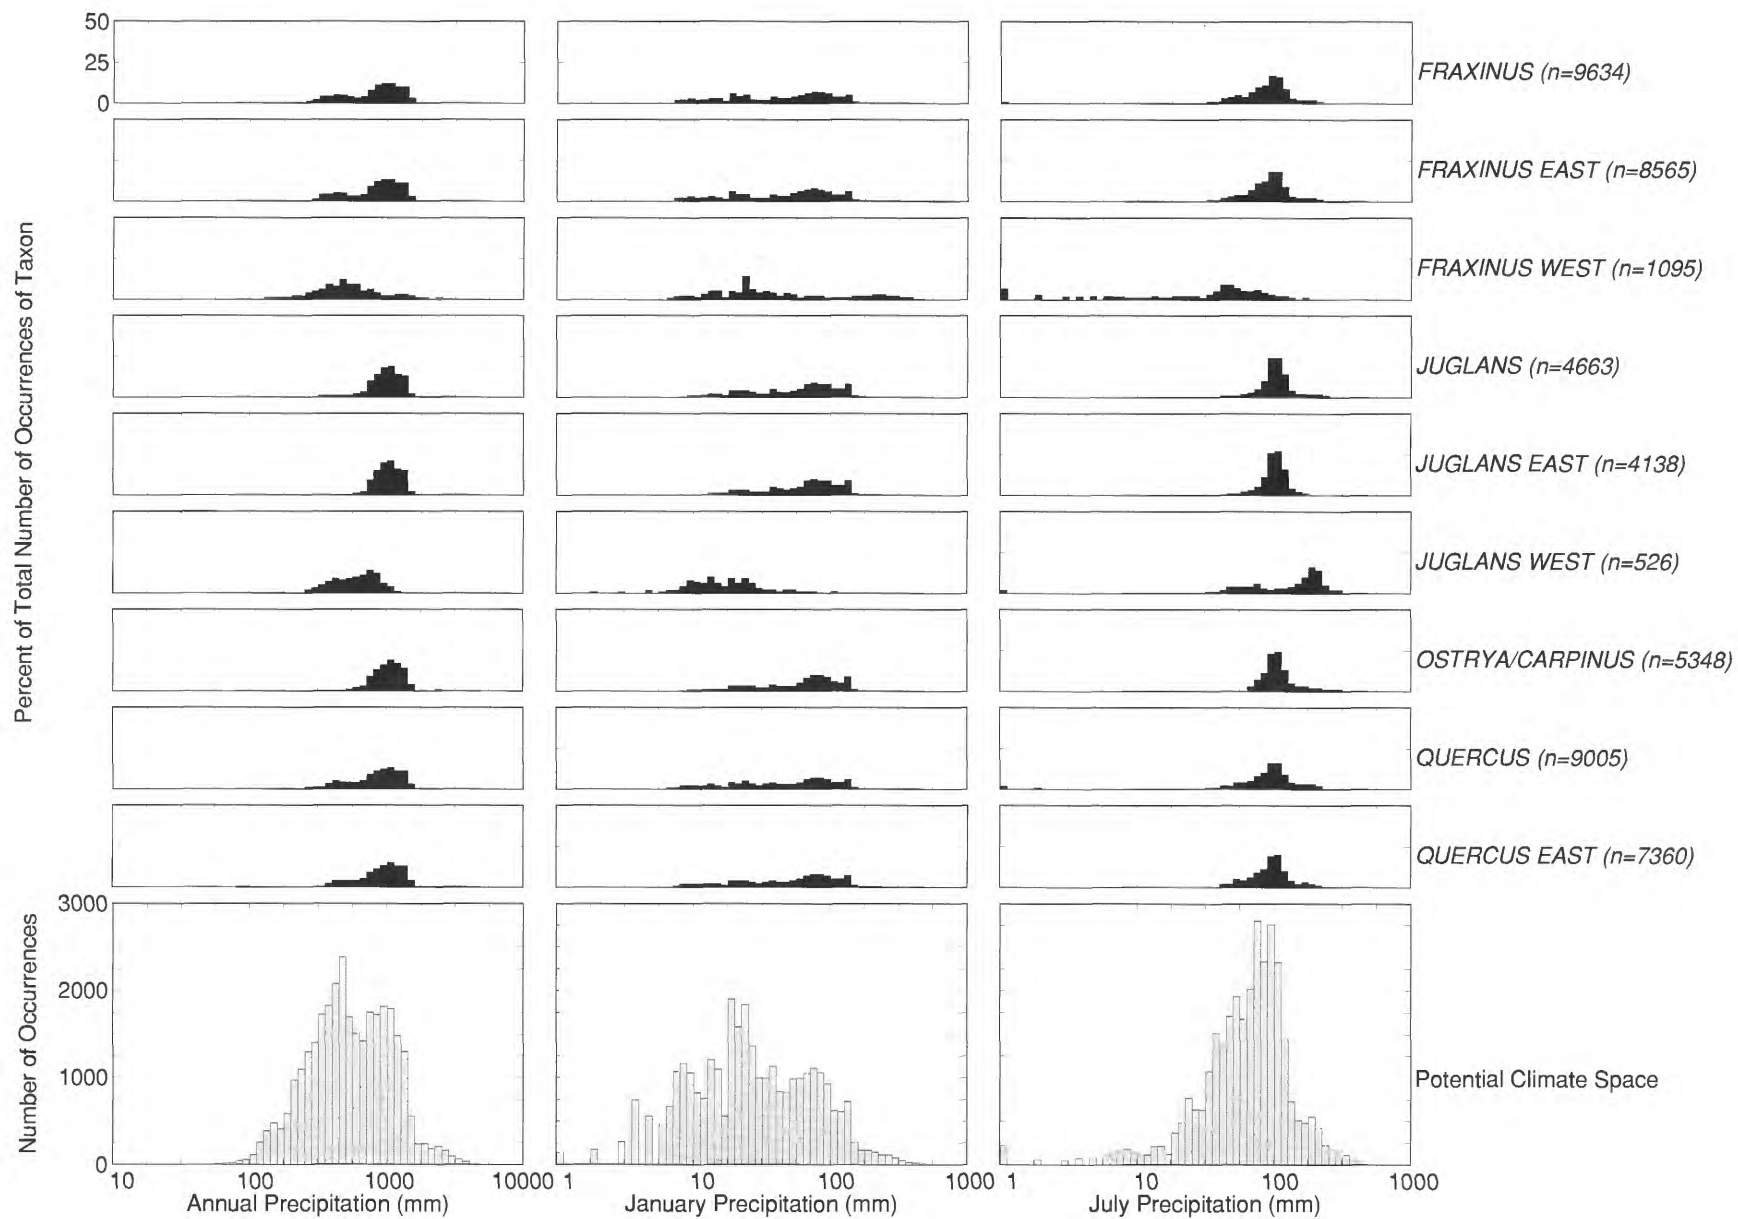 50
25
0
Percent of Total Number of Occurrences of Taxon
FRAXINUS (n=9634)
FRAXINUS EAST (n=8565)
FRAXINUS WEST (n=1095)
JUGLANS (n=4663)
JUGLANS EAST (n=4138)
JUGLANS WEST (n=526)
OSTRYA/CARPINUS (n=5348)
QUERCUS (n=9005)
QUERCUS EAST (n=7360)
3000
2000
1000
0
Number of Occurrences
Potential Climate Space
10 100 1000 10000
Annual Precipitation (mm)
1 10 100 1000
January Precipitation (mm)
1 10 100 1000
July Precipitation (mm)